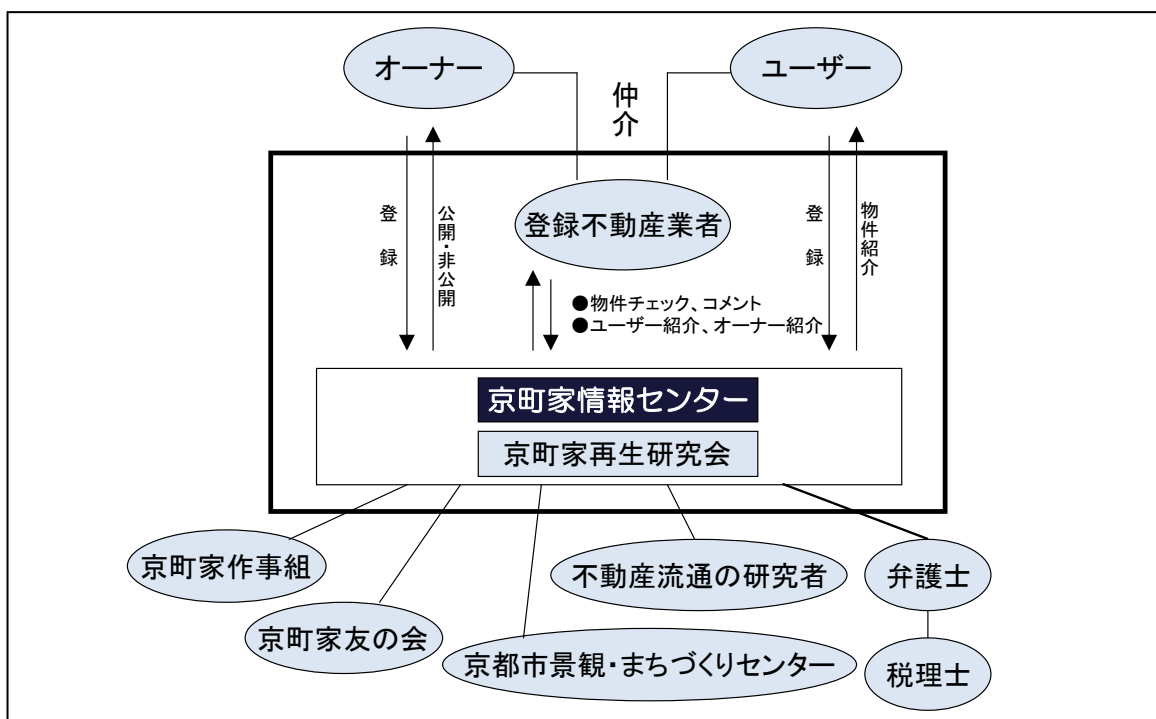 オーナー
ユーザー
仲介
登録不動産業者
登録
公開・非公開
登録
物件紹介
●物件チェック、コメント
●ユーザー紹介、オーナー紹介
京町家情報センター
京町家再生研究会
京町家作事組
不動産流通の研究者
弁護士
京町家友の会
京都市景観・まちづくりセンター
税理士